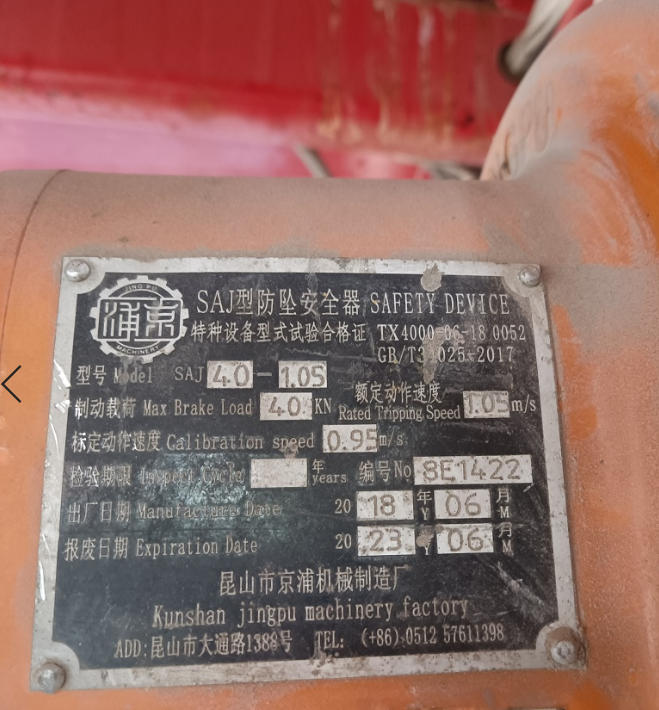 JING PU
浦京
MACHINERY
SAJ型防坠安全器 SAFETY DEVICE
特种设备型式试验合格证 TX4000-06-18 0052
GB/T34025-2017
型号 Model SAJ 40-1.05
制动载荷 Max Brake Load 40 KN
额定动作速度 Rated Tripping Speed 1.05 m/s
标定动作速度 Calibration speed 0.95 m/s
检验期限 Inspect Cycle 年 years 编号 No 8E1422
出厂日期 Manufacture Date 20 18 年 Y 06 月 M
报废日期 Expiration Date 20 23 年 Y 06 月 M
昆山市京浦机械制造厂
Kunshan jingpu machinery factory
ADD:昆山市大通路1388号 TEL: (+86) 0512 57611398